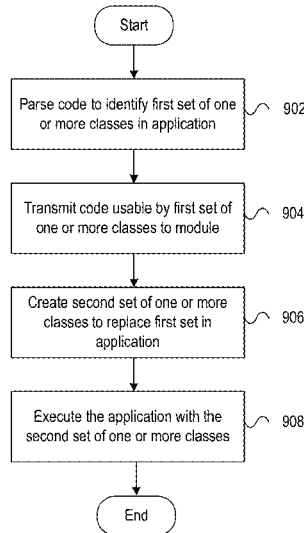 Start
Parse code to identify first set of one
or more classes in application
902
Transmit code usable by first set of
one or more classes to module
904
Create second set of one or more
classes to replace first set in
application
906
Execute the application with the
second set of one or more classes
908
End